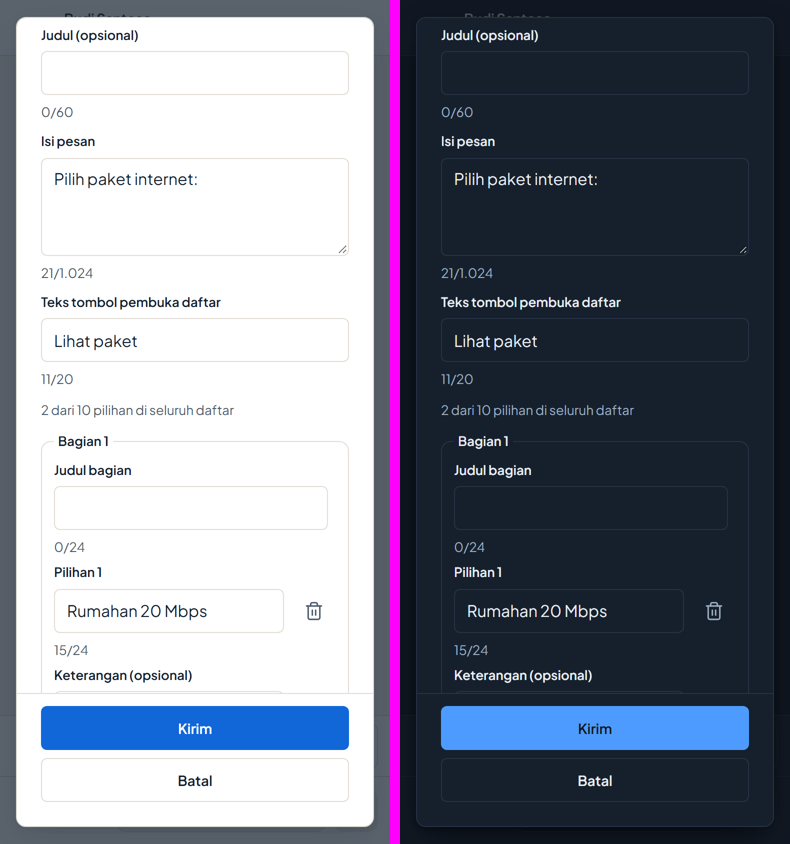 Judul (opsional)
0/60
Isi pesan
Pilih paket internet:
21/1.024
Teks tombol pembuka daftar
Lihat paket
11/20
2 dari 10 pilihan di seluruh daftar
Bagian 1
Judul bagian
0/24
Pilihan 1
Rumahan 20 Mbps
15/24
Keterangan (opsional)
Kirim
Batal
Judul (opsional)
0/60
Isi pesan
Pilih paket internet:
21/1.024
Teks tombol pembuka daftar
Lihat paket
11/20
2 dari 10 pilihan di seluruh daftar
Bagian 1
Judul bagian
0/24
Pilihan 1
Rumahan 20 Mbps
15/24
Keterangan (opsional)
Kirim
Batal